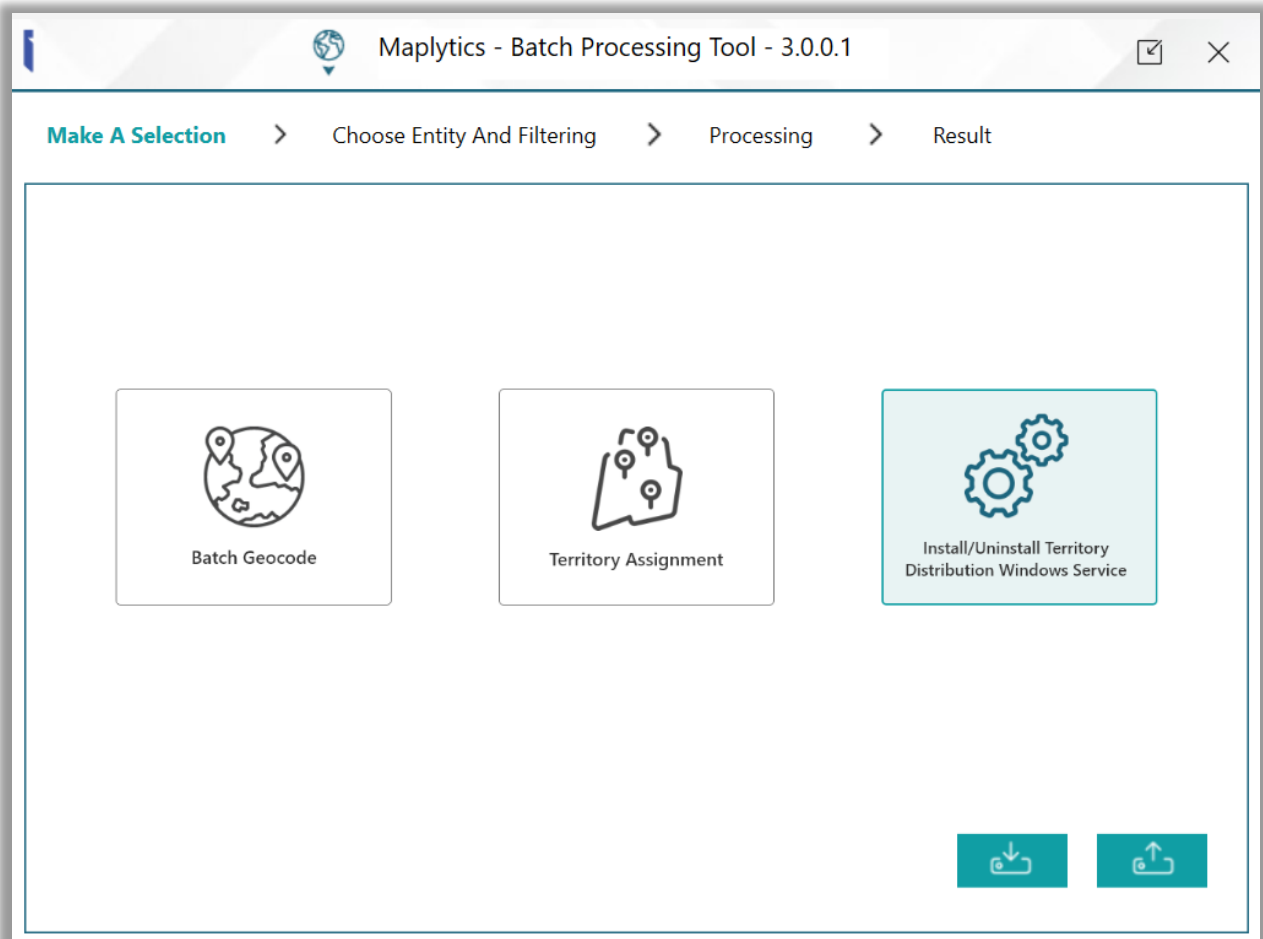 Maplytics - Batch Processing Tool - 3.0.0.1
Make A Selection
Choose Entity And Filtering
Processing
Result
Batch Geocode
Territory Assignment
Install/Uninstall Territory
Distribution Windows Service